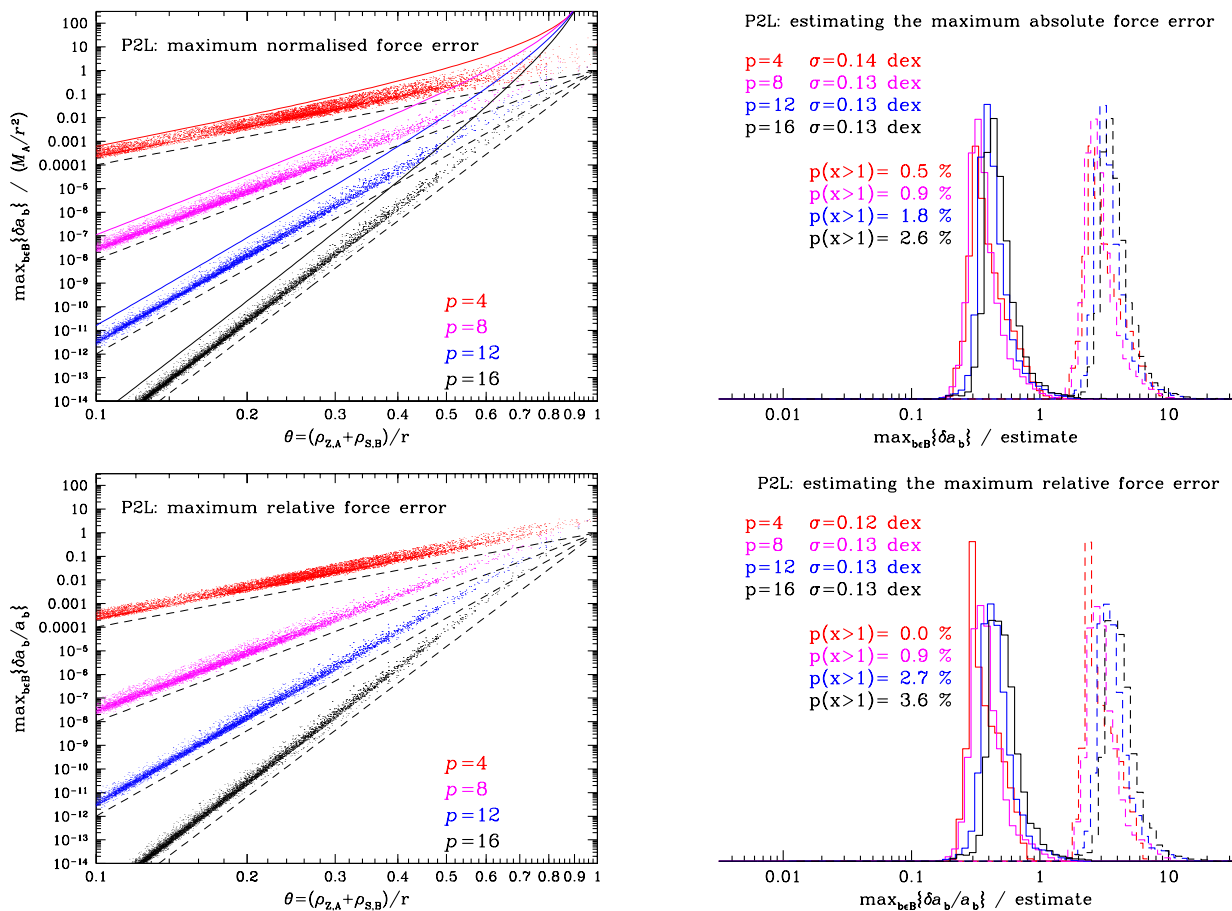 P2L: maximum normalised force error
max_{b∈B}{δa_b} / (M_A/r²)
100
10
1
0.1
0.01
0.001
0.0001
10^{-5}
10^{-6}
10^{-7}
10^{-8}
10^{-9}
10^{-10}
10^{-11}
10^{-12}
10^{-13}
10^{-14}
p=4
p=8
p=12
p=16
0.1 0.2 0.3 0.4 0.5 0.6 0.7 0.8 0.9 1
θ=(ρ_{Z,A}+ρ_{S,B})/r
P2L: estimating the maximum absolute force error
p=4 σ=0.14 dex
p=8 σ=0.13 dex
p=12 σ=0.13 dex
p=16 σ=0.13 dex
p(x>1)= 0.5 %
p(x>1)= 0.9 %
p(x>1)= 1.8 %
p(x>1)= 2.6 %
0.01 0.1 1 10
max_{b∈B}{δa_b} / estimate
P2L: maximum relative force error
max_{b∈B}{δa_b/a_b}
100
10
1
0.1
0.01
0.001
0.0001
10^{-5}
10^{-6}
10^{-7}
10^{-8}
10^{-9}
10^{-10}
10^{-11}
10^{-12}
10^{-13}
10^{-14}
p=4
p=8
p=12
p=16
0.1 0.2 0.3 0.4 0.5 0.6 0.7 0.8 0.9 1
θ=(ρ_{Z,A}+ρ_{S,B})/r
P2L: estimating the maximum relative force error
p=4 σ=0.12 dex
p=8 σ=0.13 dex
p=12 σ=0.13 dex
p=16 σ=0.13 dex
p(x>1)= 0.0 %
p(x>1)= 0.9 %
p(x>1)= 2.7 %
p(x>1)= 3.6 %
0.01 0.1 1 10
max_{b∈B}{δa_b/a_b} / estimate